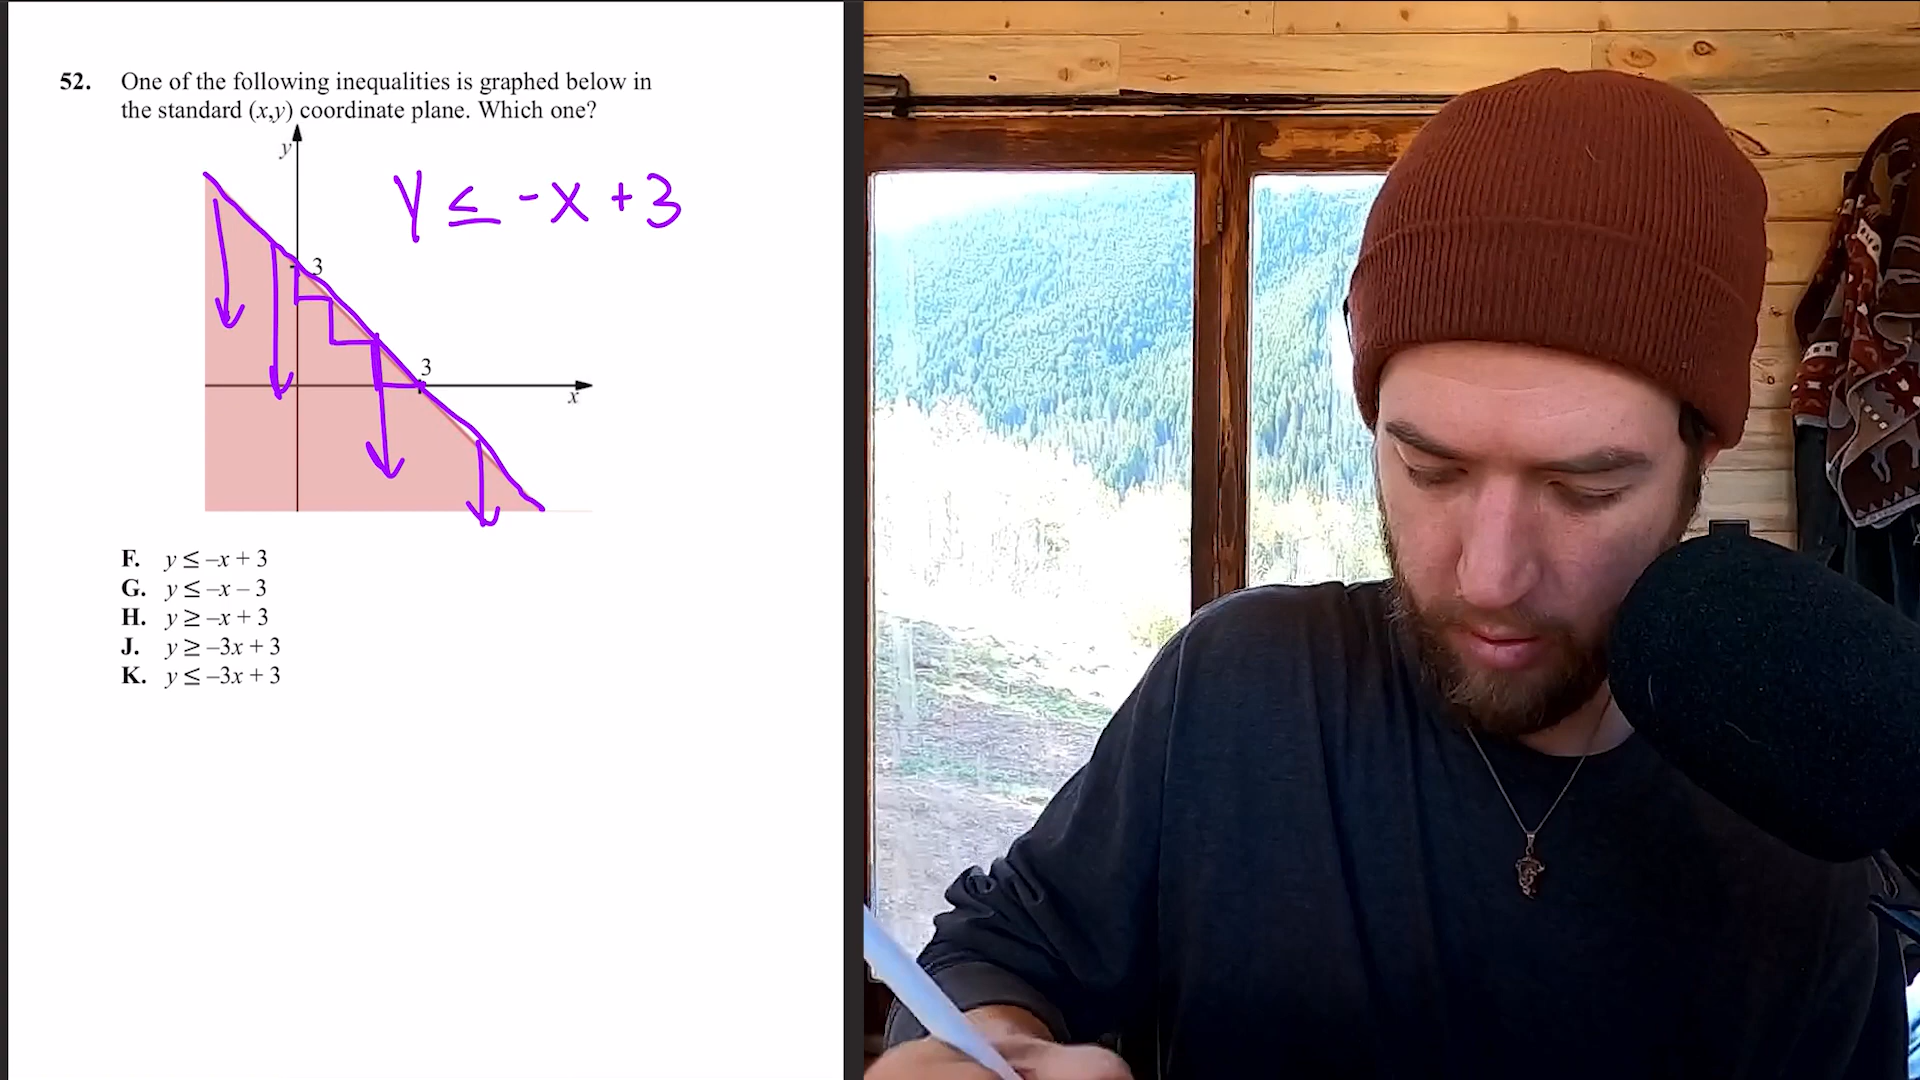 52. One of the following inequalities is graphed below in
the standard (x,y) coordinate plane. Which one?
y
y ≤ -x + 3
3
3
x
F. y ≤ –x + 3
G. y ≤ –x – 3
H. y ≥ –x + 3
J. y ≥ –3x + 3
K. y ≤ –3x + 3